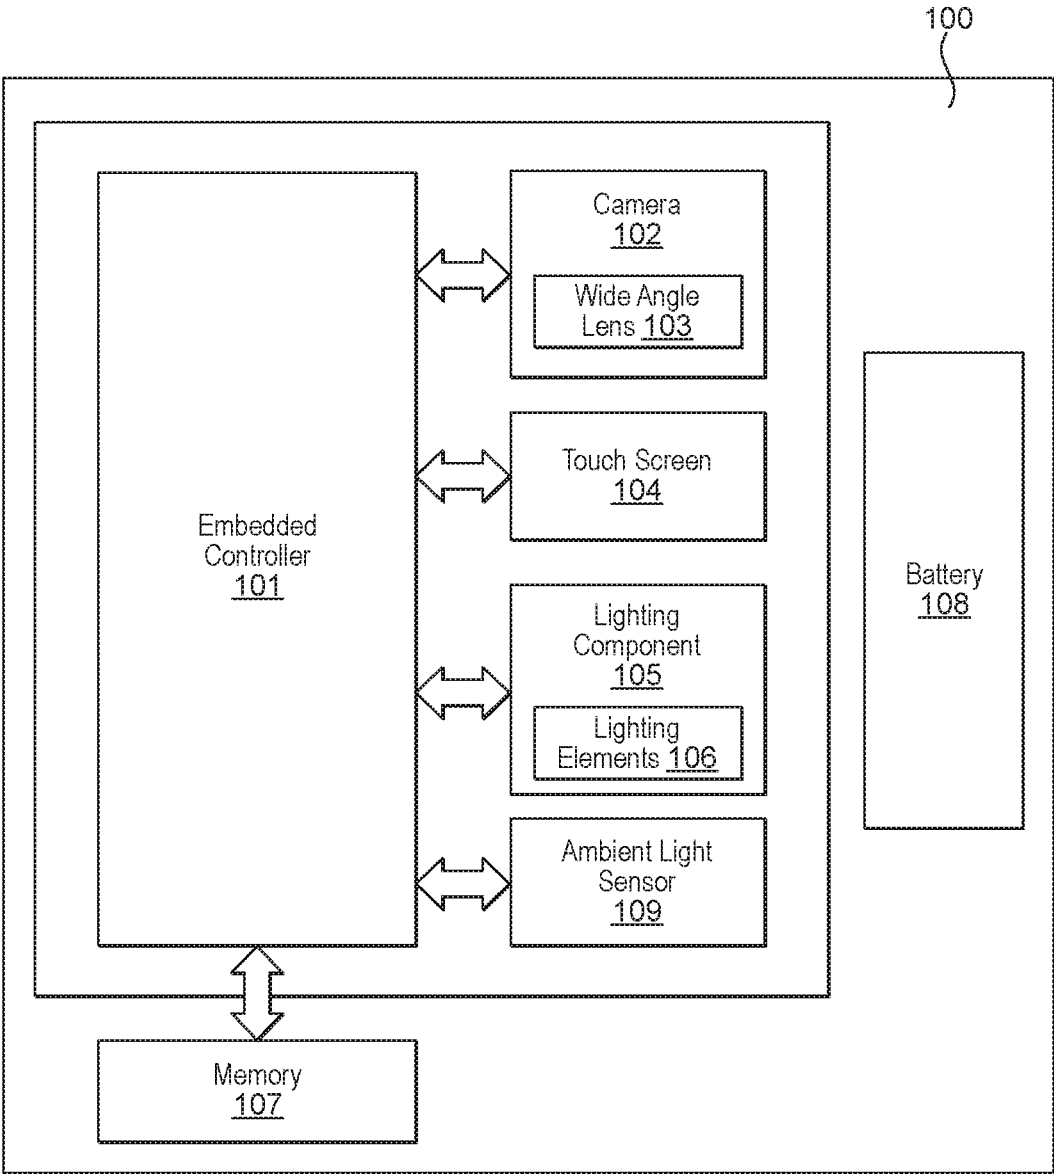 100
Camera
102
Wide Angle
Lens 103
Touch Screen
104
Embedded
Controller
101
Lighting
Component
105
Lighting
Elements 106
Battery
108
Ambient Light
Sensor
109
Memory
107